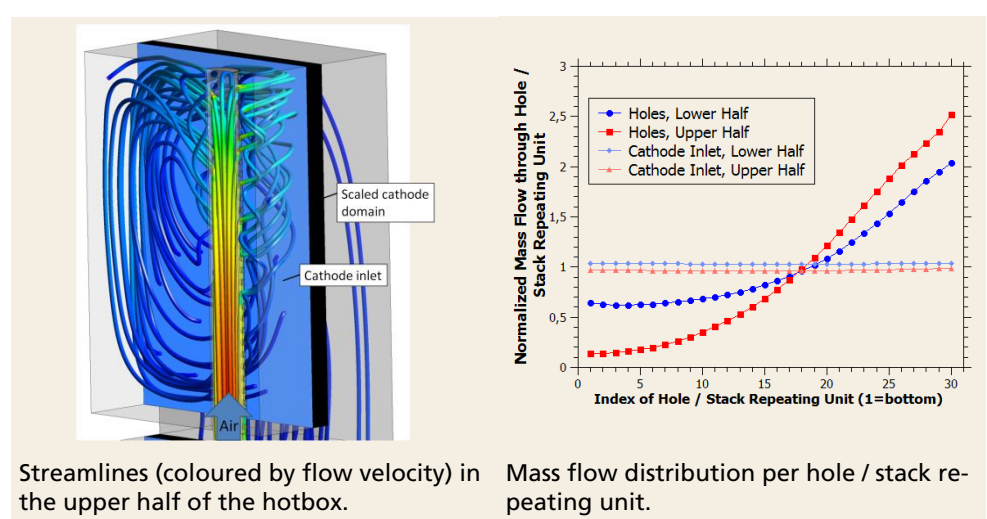 Scaled cathode
domain
Cathode inlet
Air
Streamlines (coloured by flow velocity) in
the upper half of the hotbox.
Normalized Mass Flow through Hole /
Stack Repeating Unit
3
2,5
2
1,5
1
0,5
0
Holes, Lower Half
Holes, Upper Half
Cathode Inlet, Lower Half
Cathode Inlet, Upper Half
0 5 10 15 20 25 30
Index of Hole / Stack Repeating Unit (1=bottom)
Mass flow distribution per hole / stack re-
peating unit.